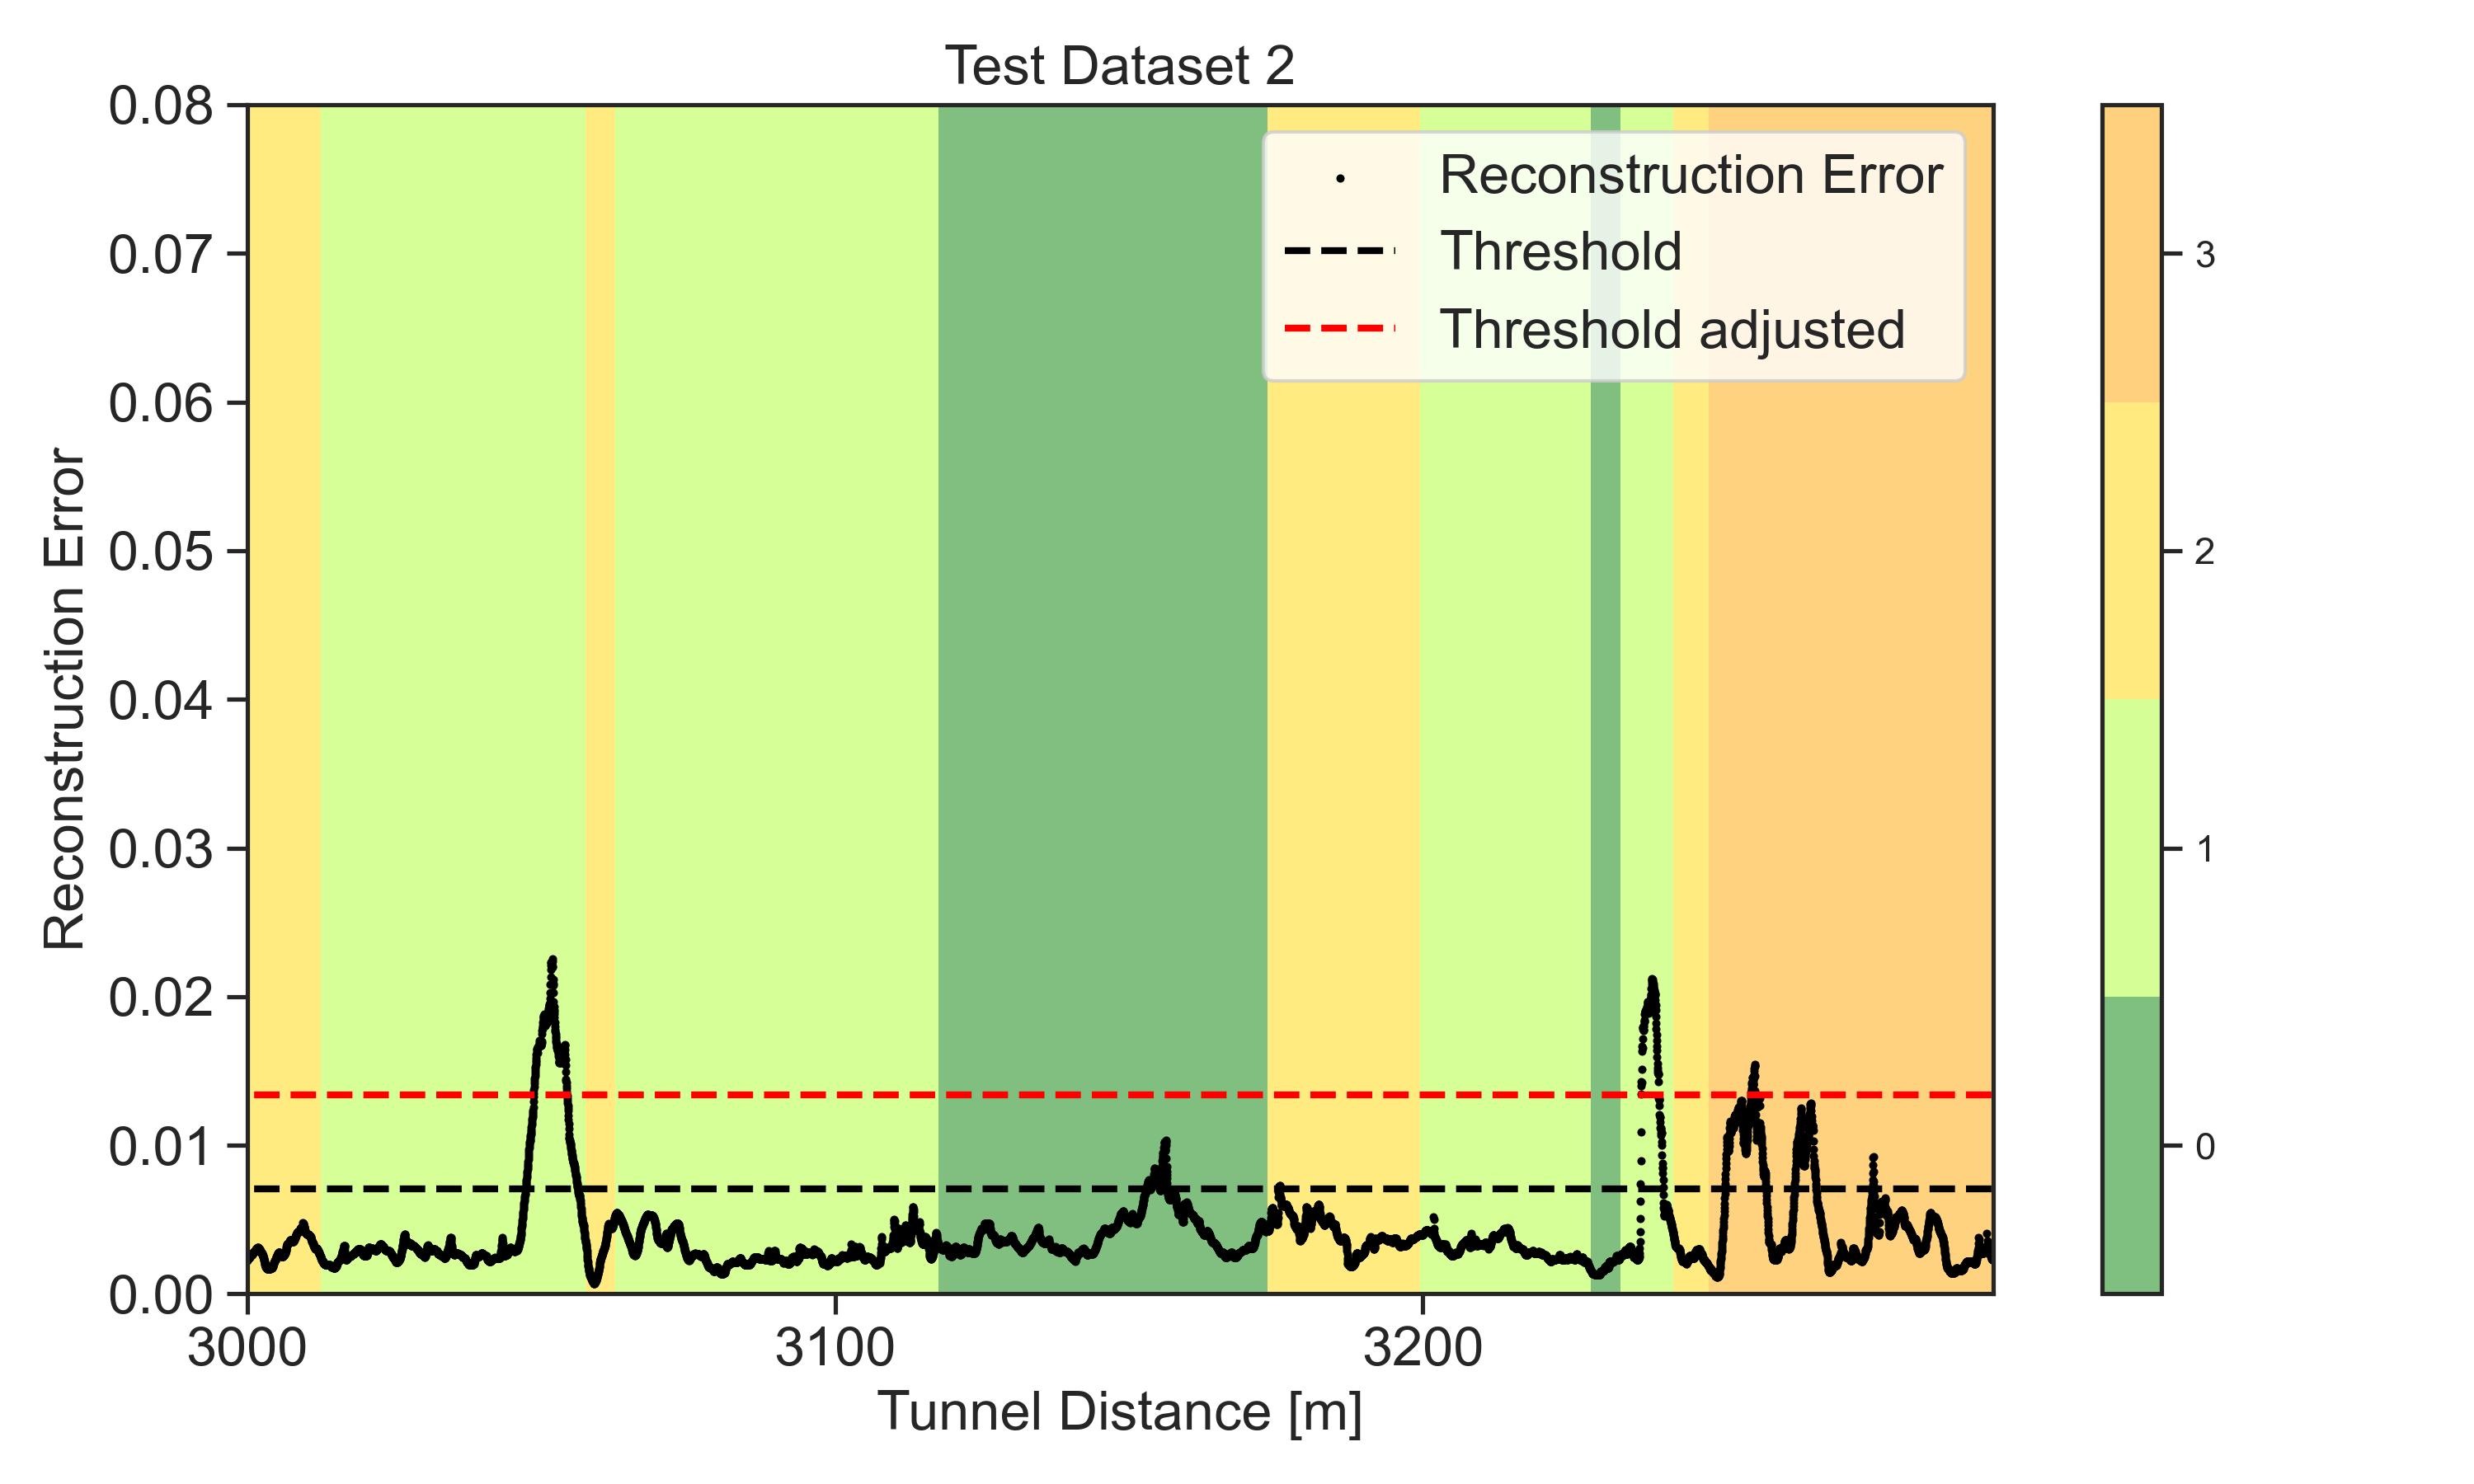 Test Dataset 2
0.08
0.07
0.06
0.05
0.04
0.03
0.02
0.01
0.00
Reconstruction Error
Reconstruction Error
Threshold
Threshold adjusted
3000
3100
3200
Tunnel Distance [m]
3
2
1
0